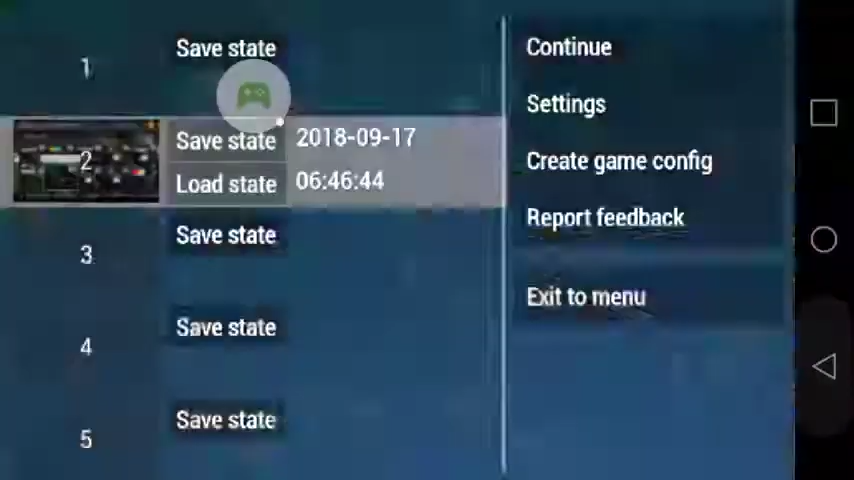 1
Save state
2
Save state
2018-09-17
Load state
06:46:44
3
Save state
4
Save state
5
Save state
Continue
Settings
Create game config
Report feedback
Exit to menu